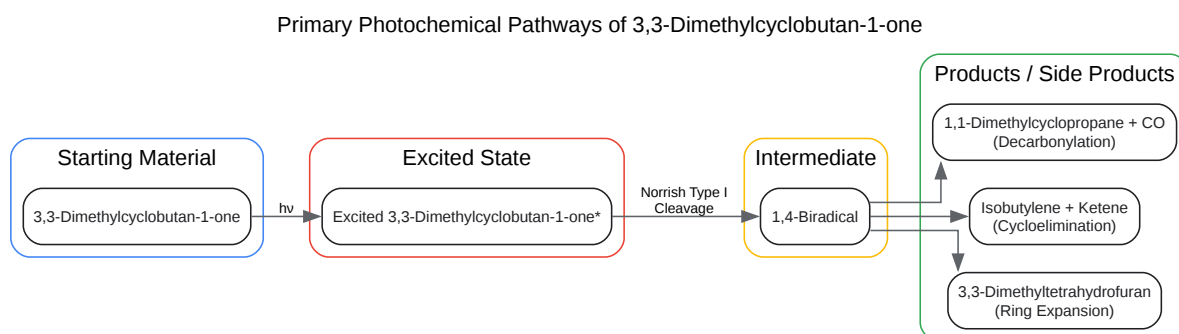 Primary Photochemical Pathways of 3,3-Dimethylcyclobutan-1-one
Starting Material
3,3-Dimethylcyclobutan-1-one
hν
Excited State
Excited 3,3-Dimethylcyclobutan-1-one*
Norrish Type I
Cleavage
Intermediate
1,4-Biradical
Products / Side Products
1,1-Dimethylcyclopropane + CO
(Decarbonylation)
Isobutylene + Ketene
(Cycloelimination)
3,3-Dimethyltetrahydrofuran
(Ring Expansion)